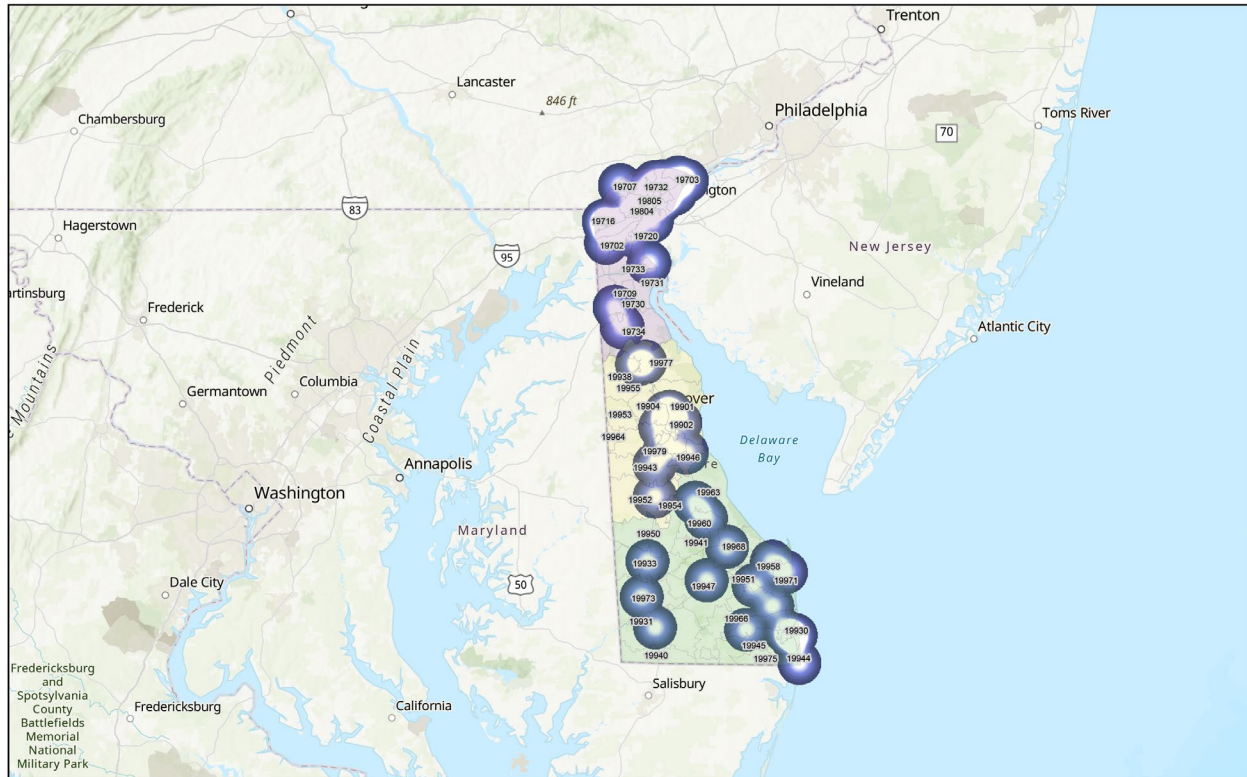 Trenton
Lancaster
846 ft
Philadelphia
Chambersburg
Toms River
70
19707
19732
19703
19805
gton
83
19804
Hagerstown
19716
19720
New Jersey
19702
95
19733
19731
Vineland
artinsburg
19709
Frederick
19730
Atlantic City
19734
Piedmont
Coastal Plain
e Mountains
19977
19938
Columbia
19955
Germantown
19904
19901
over
19953
19902
19964
Delaware
Bay
19979
19946
re
19943
Annapolis
Washington
19963
19952
19954
19960
Maryland
19950
19941
19968
19933
19958
19951
19971
Dale City
50
19947
19973
19931
19966
19930
19945
19940
19975
19944
Fredericksburg
and
Spotsylvania
County
Battlefields
Memorial
National
Military Park
Salisbury
Fredericksburg
California